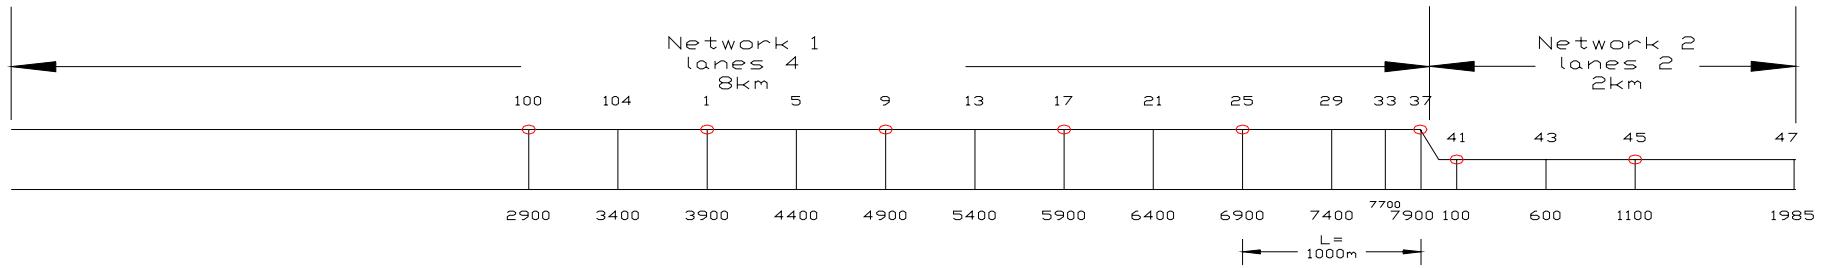 Network 1
lanes 4
8km
Network 2
lanes 2
2km
100 104 1 5 9 13 17 21 25 29 33 37
41 43 45 47
2900 3400 3900 4400 4900 5400 5900 6400 6900 7400 7700 7900 100 600 1100 1985
L=
1000m